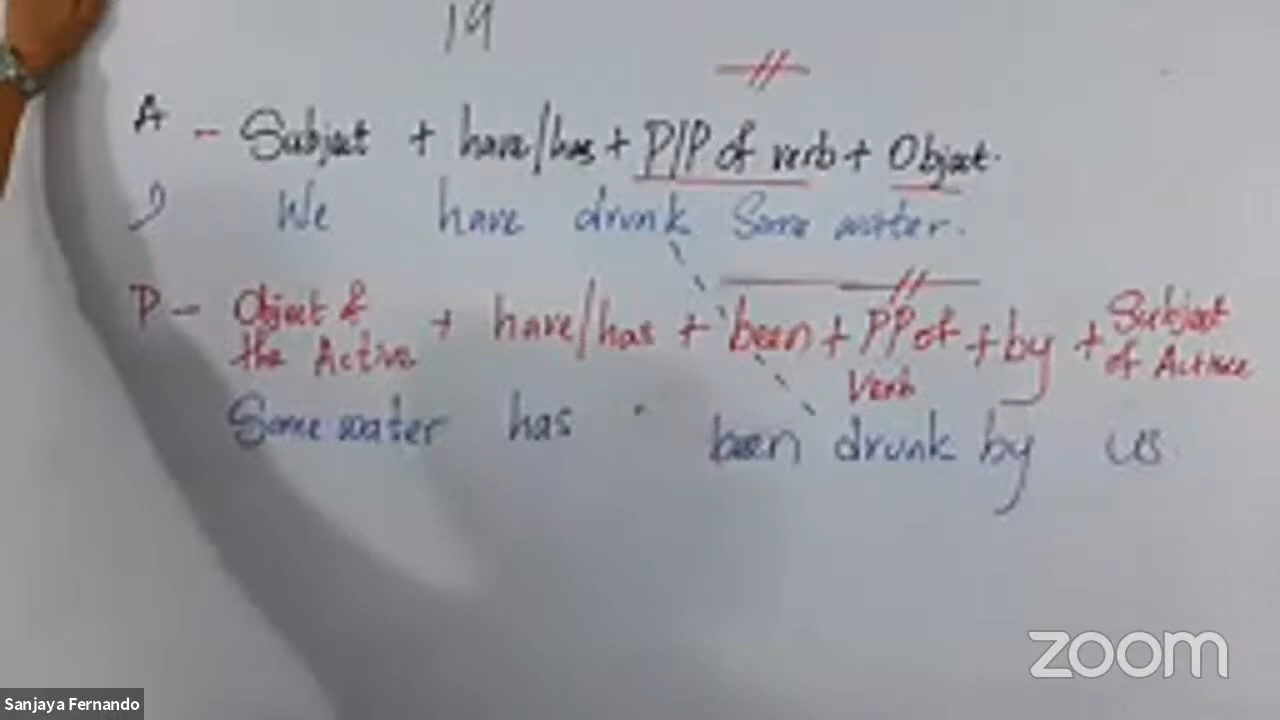 19
A - Subject + have/has + P/P of verb + Object.
We have drunk Some water.
P - Object of the Active + have/has + been + PP of Verb + by + Subject of Active
Some water has been drunk by us
zoom
Sanjaya Fernando